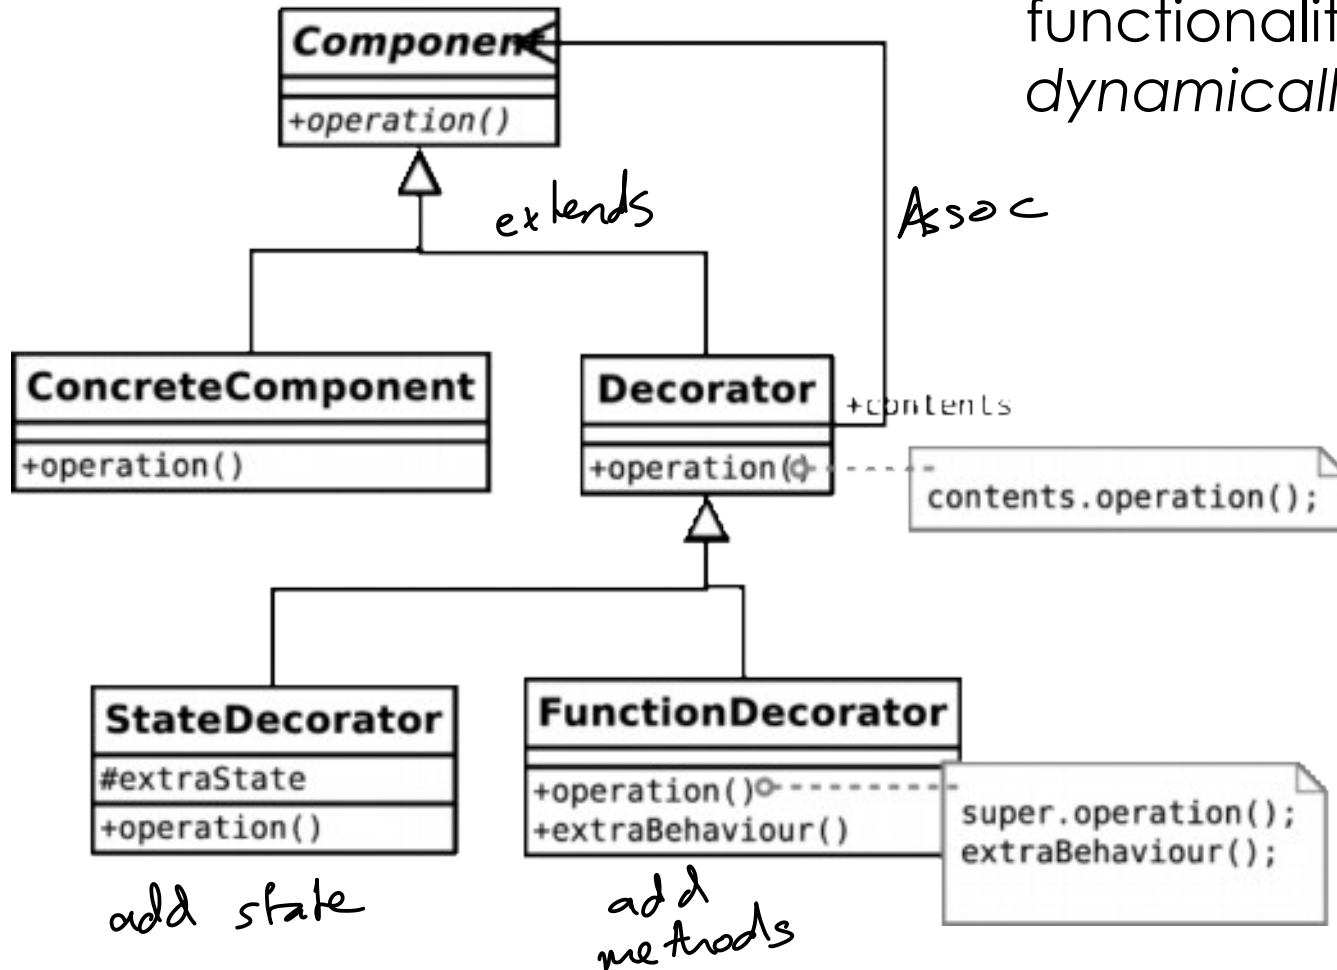 functionalit
dynamicall
Component
+operation()
extends
Assoc
ConcreteComponent
+operation()
Decorator
+contents
+operation()
contents.operation();
StateDecorator
#extraState
+operation()
FunctionDecorator
+operation()
+extraBehaviour()
super.operation();
extraBehaviour();
add state
add
methods